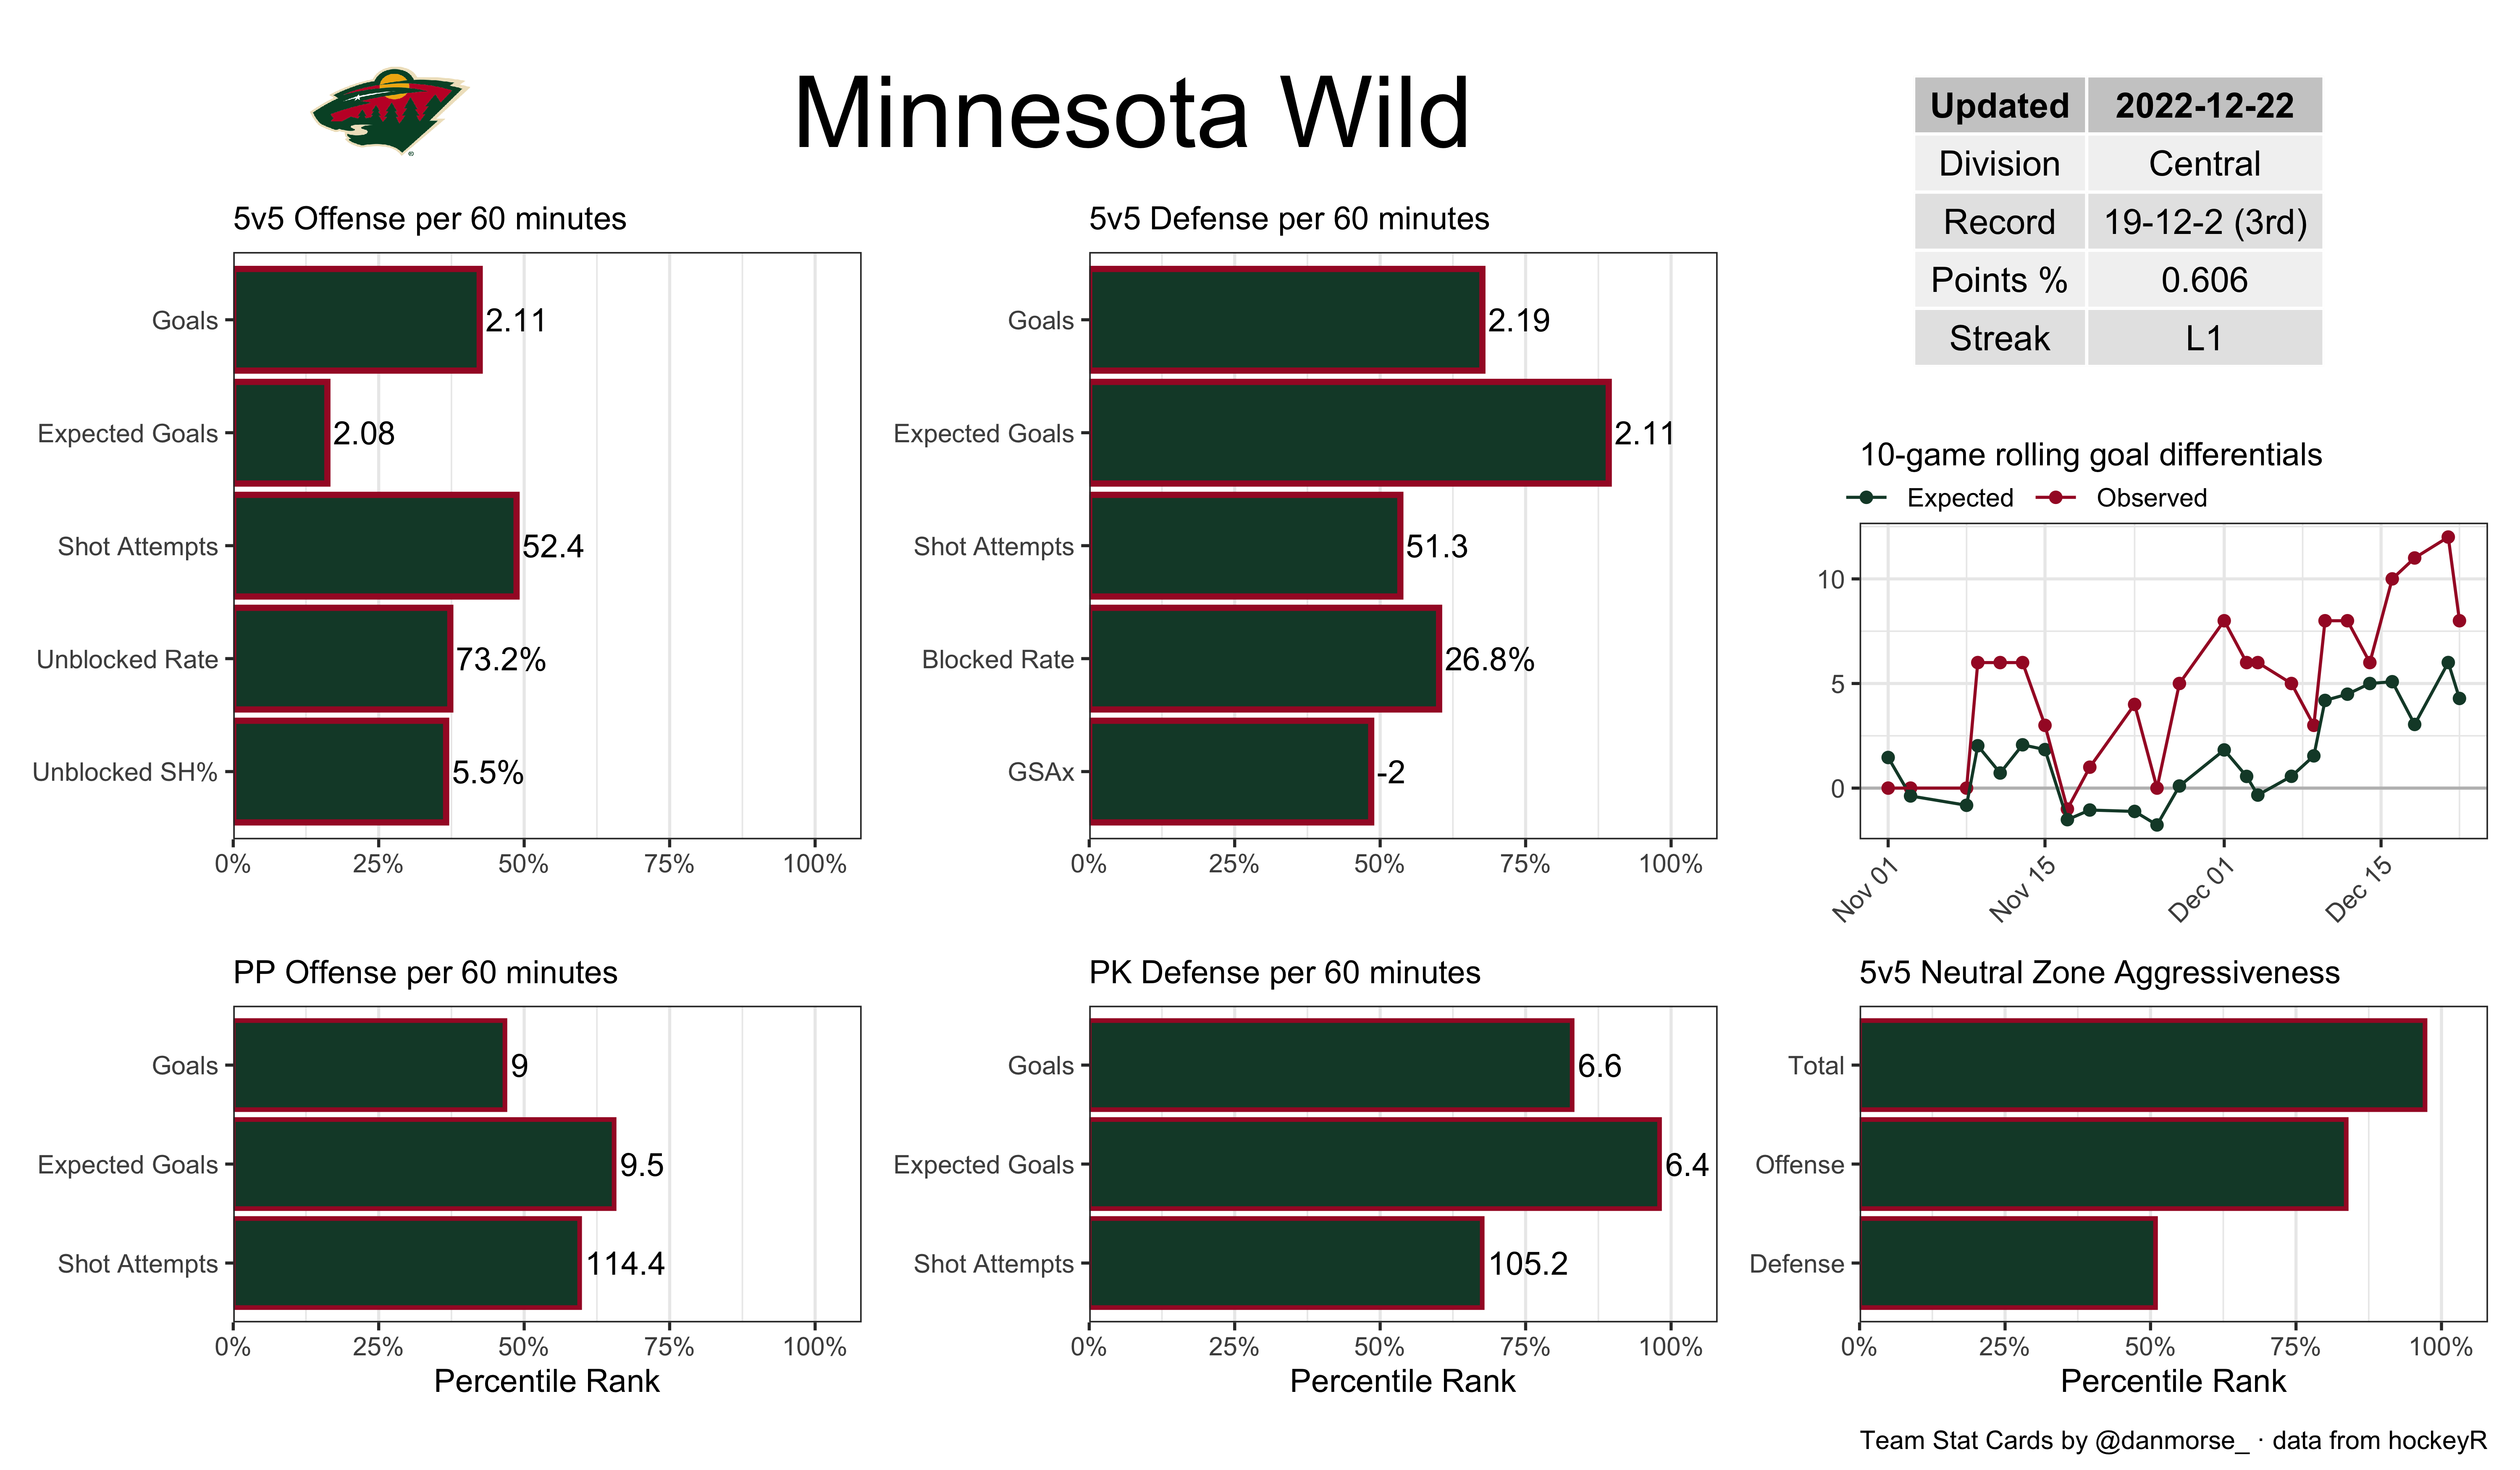 Minnesota Wild
Updated 2022-12-22
Division Central
Record 19-12-2 (3rd)
Points % 0.606
Streak L1
5v5 Offense per 60 minutes
Goals 2.11
Expected Goals 2.08
Shot Attempts 52.4
Unblocked Rate 73.2%
Unblocked SH% 5.5%
0% 25% 50% 75% 100%
5v5 Defense per 60 minutes
Goals 2.19
Expected Goals 2.11
Shot Attempts 51.3
Blocked Rate 26.8%
GSAx -2
0% 25% 50% 75% 100%
10-game rolling goal differentials
Expected Observed
10
5
0
Nov 01 Nov 15 Dec 01 Dec 15
PP Offense per 60 minutes
Goals 9
Expected Goals 9.5
Shot Attempts 114.4
0% 25% 50% 75% 100%
Percentile Rank
PK Defense per 60 minutes
Goals 6.6
Expected Goals 6.4
Shot Attempts 105.2
0% 25% 50% 75% 100%
Percentile Rank
5v5 Neutral Zone Aggressiveness
Total
Offense
Defense
0% 25% 50% 75% 100%
Percentile Rank
Team Stat Cards by @danmorse_ · data from hockeyR